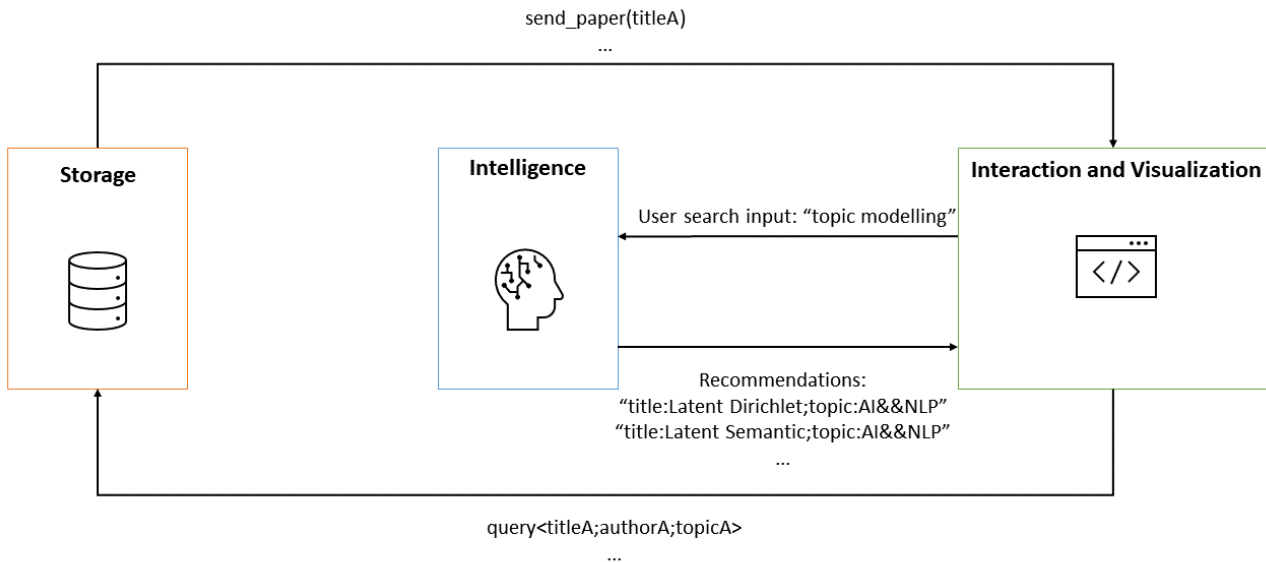 send_paper(titleA)
...
Storage
Intelligence
Interaction and Visualization
User search input: “topic modelling”
</>
Recommendations:
“title:Latent Dirichlet;topic:AI&&NLP”
“title:Latent Semantic;topic:AI&&NLP”
...
query<titleA;authorA;topicA>
...